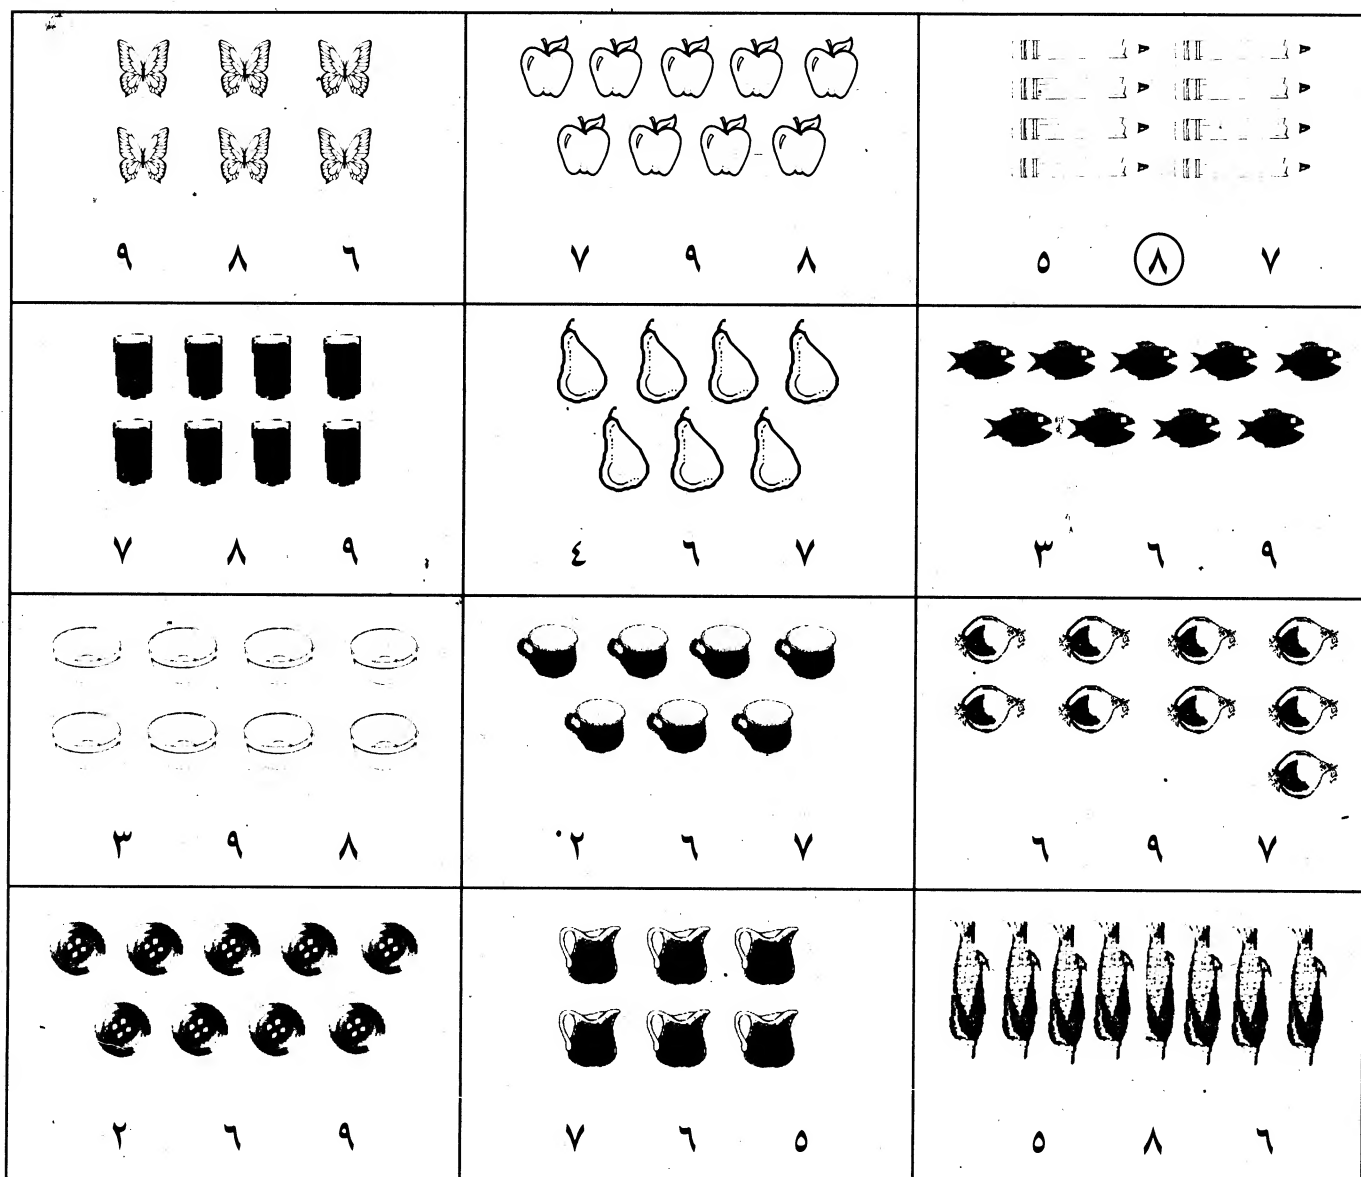 ٧ ٨ ٥
٨ ٩ ٧
٦ ٨ ٩
٩ ٦ ٣
٧ ٦ ٤
٩ ٨ ٧
٧ ٩ ٦
٧ ٦ ٢
٨ ٩ ٣
٦ ٨ ٥
٥ ٦ ٧
٩ ٦ ٢